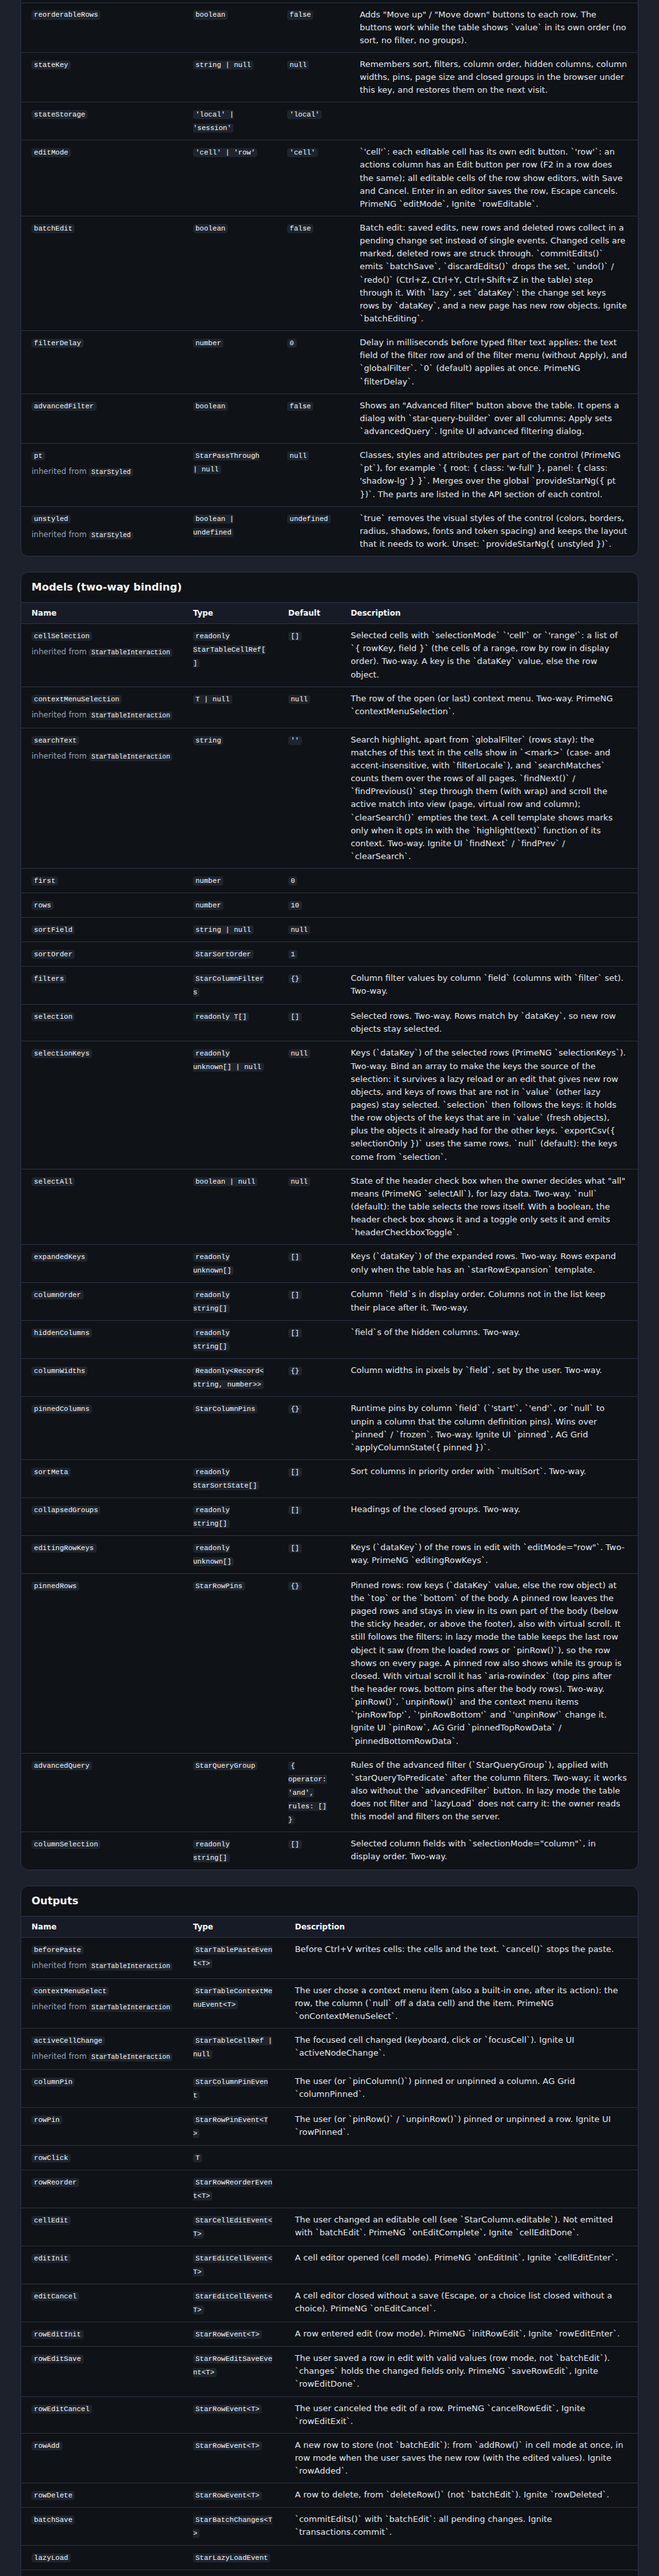 reorderableRows boolean false Adds "Move up" / "Move down" buttons to each row. The
buttons work while the table shows `value` in its own order (no
sort, no filter, no groups).
stateKey string | null null Remembers sort, filters, column order, hidden columns, column
widths, pins, page size and closed groups in the browser under
this key, and restores them on the next visit.
stateStorage 'local' | 'local'
'session'
editMode 'cell' | 'row' 'cell' `'cell'`: each editable cell has its own edit button. `'row'`: an
actions column has an Edit button per row (F2 in a row does
the same); all editable cells of the row show editors, with Save
and Cancel. Enter in an editor saves the row, Escape cancels.
PrimeNG `editMode`, Ignite `rowEditable`.
batchEdit boolean false Batch edit: saved edits, new rows and deleted rows collect in a
pending change set instead of single events. Changed cells are
marked, deleted rows are struck through. `commitEdits()`
emits `batchSave`, `discardEdits()` drops the set, `undo()` /
`redo()` (Ctrl+Z, Ctrl+Y, Ctrl+Shift+Z in the table) step
through it. With `lazy`, set `dataKey`: the change set keys
rows by `dataKey`, and a new page has new row objects. Ignite
`batchEditing`.
filterDelay number 0 Delay in milliseconds before typed filter text applies: the text
field of the filter row and of the filter menu (without Apply), and
`globalFilter`. `0` (default) applies at once. PrimeNG
`filterDelay`.
advancedFilter boolean false Shows an "Advanced filter" button above the table. It opens a
dialog with `star-query-builder` over all columns; Apply sets
`advancedQuery`. Ignite UI advanced filtering dialog.
pt StarPassThrough null Classes, styles and attributes per part of the control (PrimeNG
inherited from StarStyled | null `pt`), for example `{ root: { class: 'w-full' }, panel: { class:
'shadow-lg' } }`. Merges over the global `provideStarNg({ pt
})`. The parts are listed in the API section of each control.
unstyled boolean | undefined `true` removes the visual styles of the control (colors, borders,
inherited from StarStyled undefined radius, shadows, fonts and token spacing) and keeps the layout
that it needs to work. Unset: `provideStarNg({ unstyled })`.
Models (two-way binding)
Name Type Default Description
cellSelection readonly [] Selected cells with `selectionMode` `'cell'` or `'range'`: a list of
inherited from StarTableInteraction StarTableCellRef[ `{ rowKey, field }` (the cells of a range, row by row in display
] order). Two-way. A key is the `dataKey` value, else the row
object.
contextMenuSelection T | null null The row of the open (or last) context menu. Two-way. PrimeNG
inherited from StarTableInteraction `contextMenuSelection`.
searchText string '' Search highlight, apart from `globalFilter` (rows stay): the
inherited from StarTableInteraction matches of this text in the cells show in `<mark>` (case- and
accent-insensitive, with `filterLocale`), and `searchMatches`
counts them over the rows of all pages. `findNext()` /
`findPrevious()` step through them (with wrap) and scroll the
active match into view (page, virtual row and column);
`clearSearch()` empties the text. A cell template shows marks
only when it opts in with the `highlight(text)` function of its
context. Two-way. Ignite UI `findNext` / `findPrev` /
`clearSearch`.
first number 0
rows number 10
sortField string | null null
sortOrder StarSortOrder 1
filters StarColumnFilter {} Column filter values by column `field` (columns with `filter` set).
s Two-way.
selection readonly T[] [] Selected rows. Two-way. Rows match by `dataKey`, so new row
objects stay selected.
selectionKeys readonly null Keys (`dataKey`) of the selected rows (PrimeNG `selectionKeys`).
unknown[] | null Two-way. Bind an array to make the keys the source of the
selection: it survives a lazy reload or an edit that gives new row
objects, and keys of rows that are not in `value` (other lazy
pages) stay selected. `selection` then follows the keys: it holds
the row objects of the keys that are in `value` (fresh objects),
plus the objects it already had for the other keys. `exportCsv({
selectionOnly })` uses the same rows. `null` (default): the keys
come from `selection`.
selectAll boolean | null null State of the header check box when the owner decides what "all"
means (PrimeNG `selectAll`), for lazy data. Two-way. `null`
(default): the table selects the rows itself. With a boolean, the
header check box shows it and a toggle only sets it and emits
`headerCheckboxToggle`.
expandedKeys readonly [] Keys (`dataKey`) of the expanded rows. Two-way. Rows expand
unknown[] only when the table has an `starRowExpansion` template.
columnOrder readonly [] Column `field`s in display order. Columns not in the list keep
string[] their place after it. Two-way.
hiddenColumns readonly [] `field`s of the hidden columns. Two-way.
string[]
columnWidths Readonly<Record< {} Column widths in pixels by `field`, set by the user. Two-way.
string, number>>
pinnedColumns StarColumnPins {} Runtime pins by column `field` (`'start'`, `'end'`, or `null` to
unpin a column that the column definition pins). Wins over
`pinned` / `frozen`. Two-way. Ignite UI `pinned`, AG Grid
`applyColumnState({ pinned })`.
sortMeta readonly [] Sort columns in priority order with `multiSort`. Two-way.
StarSortState[]
collapsedGroups readonly [] Headings of the closed groups. Two-way.
string[]
editingRowKeys readonly [] Keys (`dataKey`) of the rows in edit with `editMode="row"`. Two-
unknown[] way. PrimeNG `editingRowKeys`.
pinnedRows StarRowPins {} Pinned rows: row keys (`dataKey` value, else the row object) at
the `top` or the `bottom` of the body. A pinned row leaves the
paged rows and stays in view in its own part of the body (below
the sticky header, or above the footer), also with virtual scroll. It
still follows the filters; in lazy mode the table keeps the last row
object it saw (from the loaded rows or `pinRow()`), so the row
shows on every page. A pinned row also shows while its group is
closed. With virtual scroll it has `aria-rowindex` (top pins after
the header rows, bottom pins after the body rows). Two-way.
`pinRow()`, `unpinRow()` and the context menu items
`'pinRowTop'`, `'pinRowBottom'` and `'unpinRow'` change it.
Ignite UI `pinRow`, AG Grid `pinnedTopRowData` /
`pinnedBottomRowData`.
advancedQuery StarQueryGroup { Rules of the advanced filter (`StarQueryGroup`), applied with
operator: `starQueryToPredicate` after the column filters. Two-way; it works
'and', also without the `advancedFilter` button. In lazy mode the table
rules: [] does not filter and `lazyLoad` does not carry it: the owner reads
} this model and filters on the server.
columnSelection readonly [] Selected column fields with `selectionMode="column"`, in
string[] display order. Two-way.
Outputs
Name Type Description
beforePaste StarTablePasteEven Before Ctrl+V writes cells: the cells and the text. `cancel()` stops the paste.
inherited from StarTableInteraction t<T>
contextMenuSelect StarTableContextMe The user chose a context menu item (also a built-in one, after its action): the
inherited from StarTableInteraction nuEvent<T> row, the column (`null` off a data cell) and the item. PrimeNG
`onContextMenuSelect`.
activeCellChange StarTableCellRef | The focused cell changed (keyboard, click or `focusCell`). Ignite UI
inherited from StarTableInteraction null `activeNodeChange`.
columnPin StarColumnPinEven The user (or `pinColumn()`) pinned or unpinned a column. AG Grid
t `columnPinned`.
rowPin StarRowPinEvent<T The user (or `pinRow()` / `unpinRow()`) pinned or unpinned a row. Ignite UI
> `rowPinned`.
rowClick T
rowReorder StarRowReorderEven
t<T>
cellEdit StarCellEditEvent< The user changed an editable cell (see `StarColumn.editable`). Not emitted
T> with `batchEdit`. PrimeNG `onEditComplete`, Ignite `cellEditDone`.
editInit StarEditCellEvent< A cell editor opened (cell mode). PrimeNG `onEditInit`, Ignite `cellEditEnter`.
T>
editCancel StarEditCellEvent< A cell editor closed without a save (Escape, or a choice list closed without a
T> choice). PrimeNG `onEditCancel`.
rowEditInit StarRowEvent<T> A row entered edit (row mode). PrimeNG `initRowEdit`, Ignite `rowEditEnter`.
rowEditSave StarRowEditSaveEve The user saved a row in edit with valid values (row mode, not `batchEdit`).
nt<T> `changes` holds the changed fields only. PrimeNG `saveRowEdit`, Ignite
`rowEditDone`.
rowEditCancel StarRowEvent<T> The user canceled the edit of a row. PrimeNG `cancelRowEdit`, Ignite
`rowEditExit`.
rowAdd StarRowEvent<T> A new row to store (not `batchEdit`): from `addRow()` in cell mode at once, in
row mode when the user saves the new row (with the edited values). Ignite
`rowAdded`.
rowDelete StarRowEvent<T> A row to delete, from `deleteRow()` (not `batchEdit`). Ignite `rowDeleted`.
batchSave StarBatchChanges<T `commitEdits()` with `batchEdit`: all pending changes. Ignite
> `transactions.commit`.
lazyLoad StarLazyLoadEvent